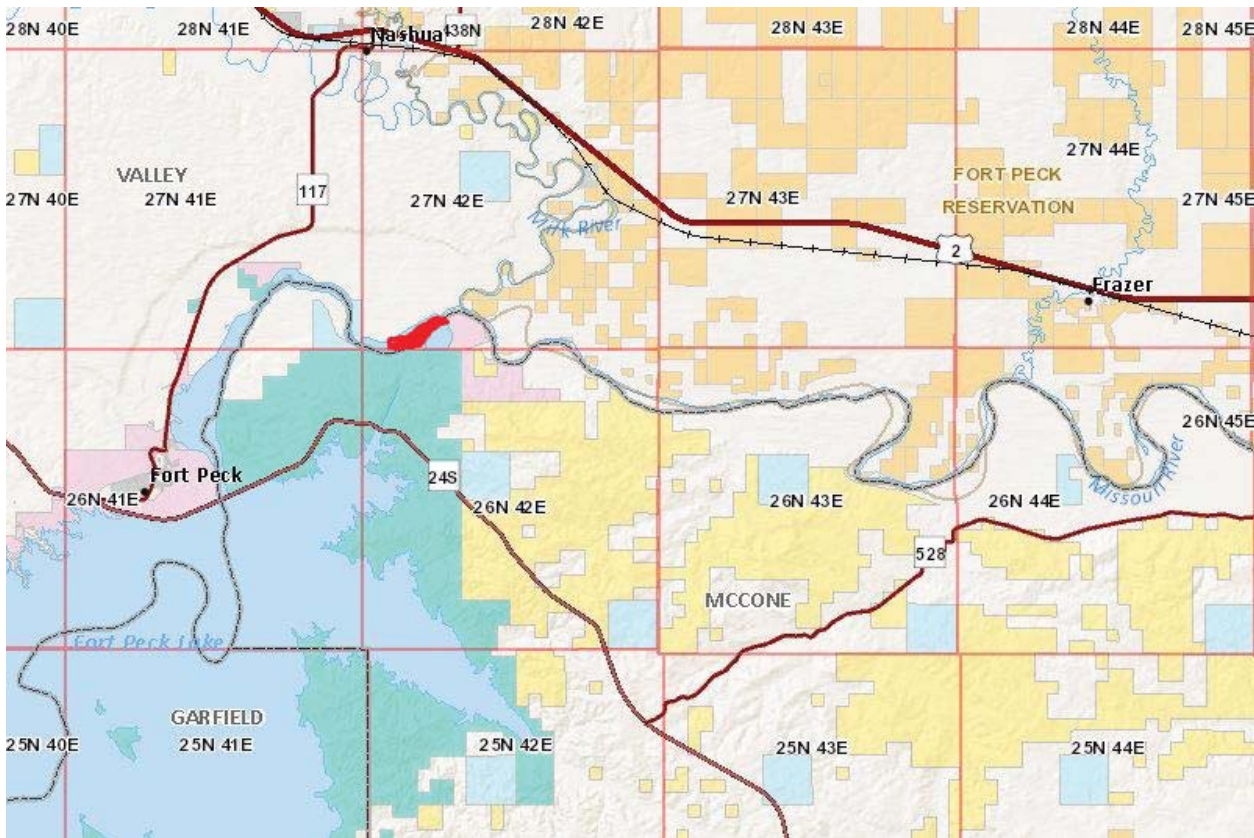 28N 40E
28N 41E
Nashua
438N
28N 42E
28N 43E
28N 44E
28N 45E
27N 44E
VALLEY
FORT PECK
RESERVATION
117
27N 40E
27N 41E
27N 42E
27N 43E
27N 45E
Milk River
2
Frazer
26N 45E
Fort Peck
24S
26N 41E
26N 42E
26N 43E
26N 44E
Missouri River
528
MCCONE
Fort Peck Lake
GARFIELD
25N 40E
25N 41E
25N 42E
25N 43E
25N 44E